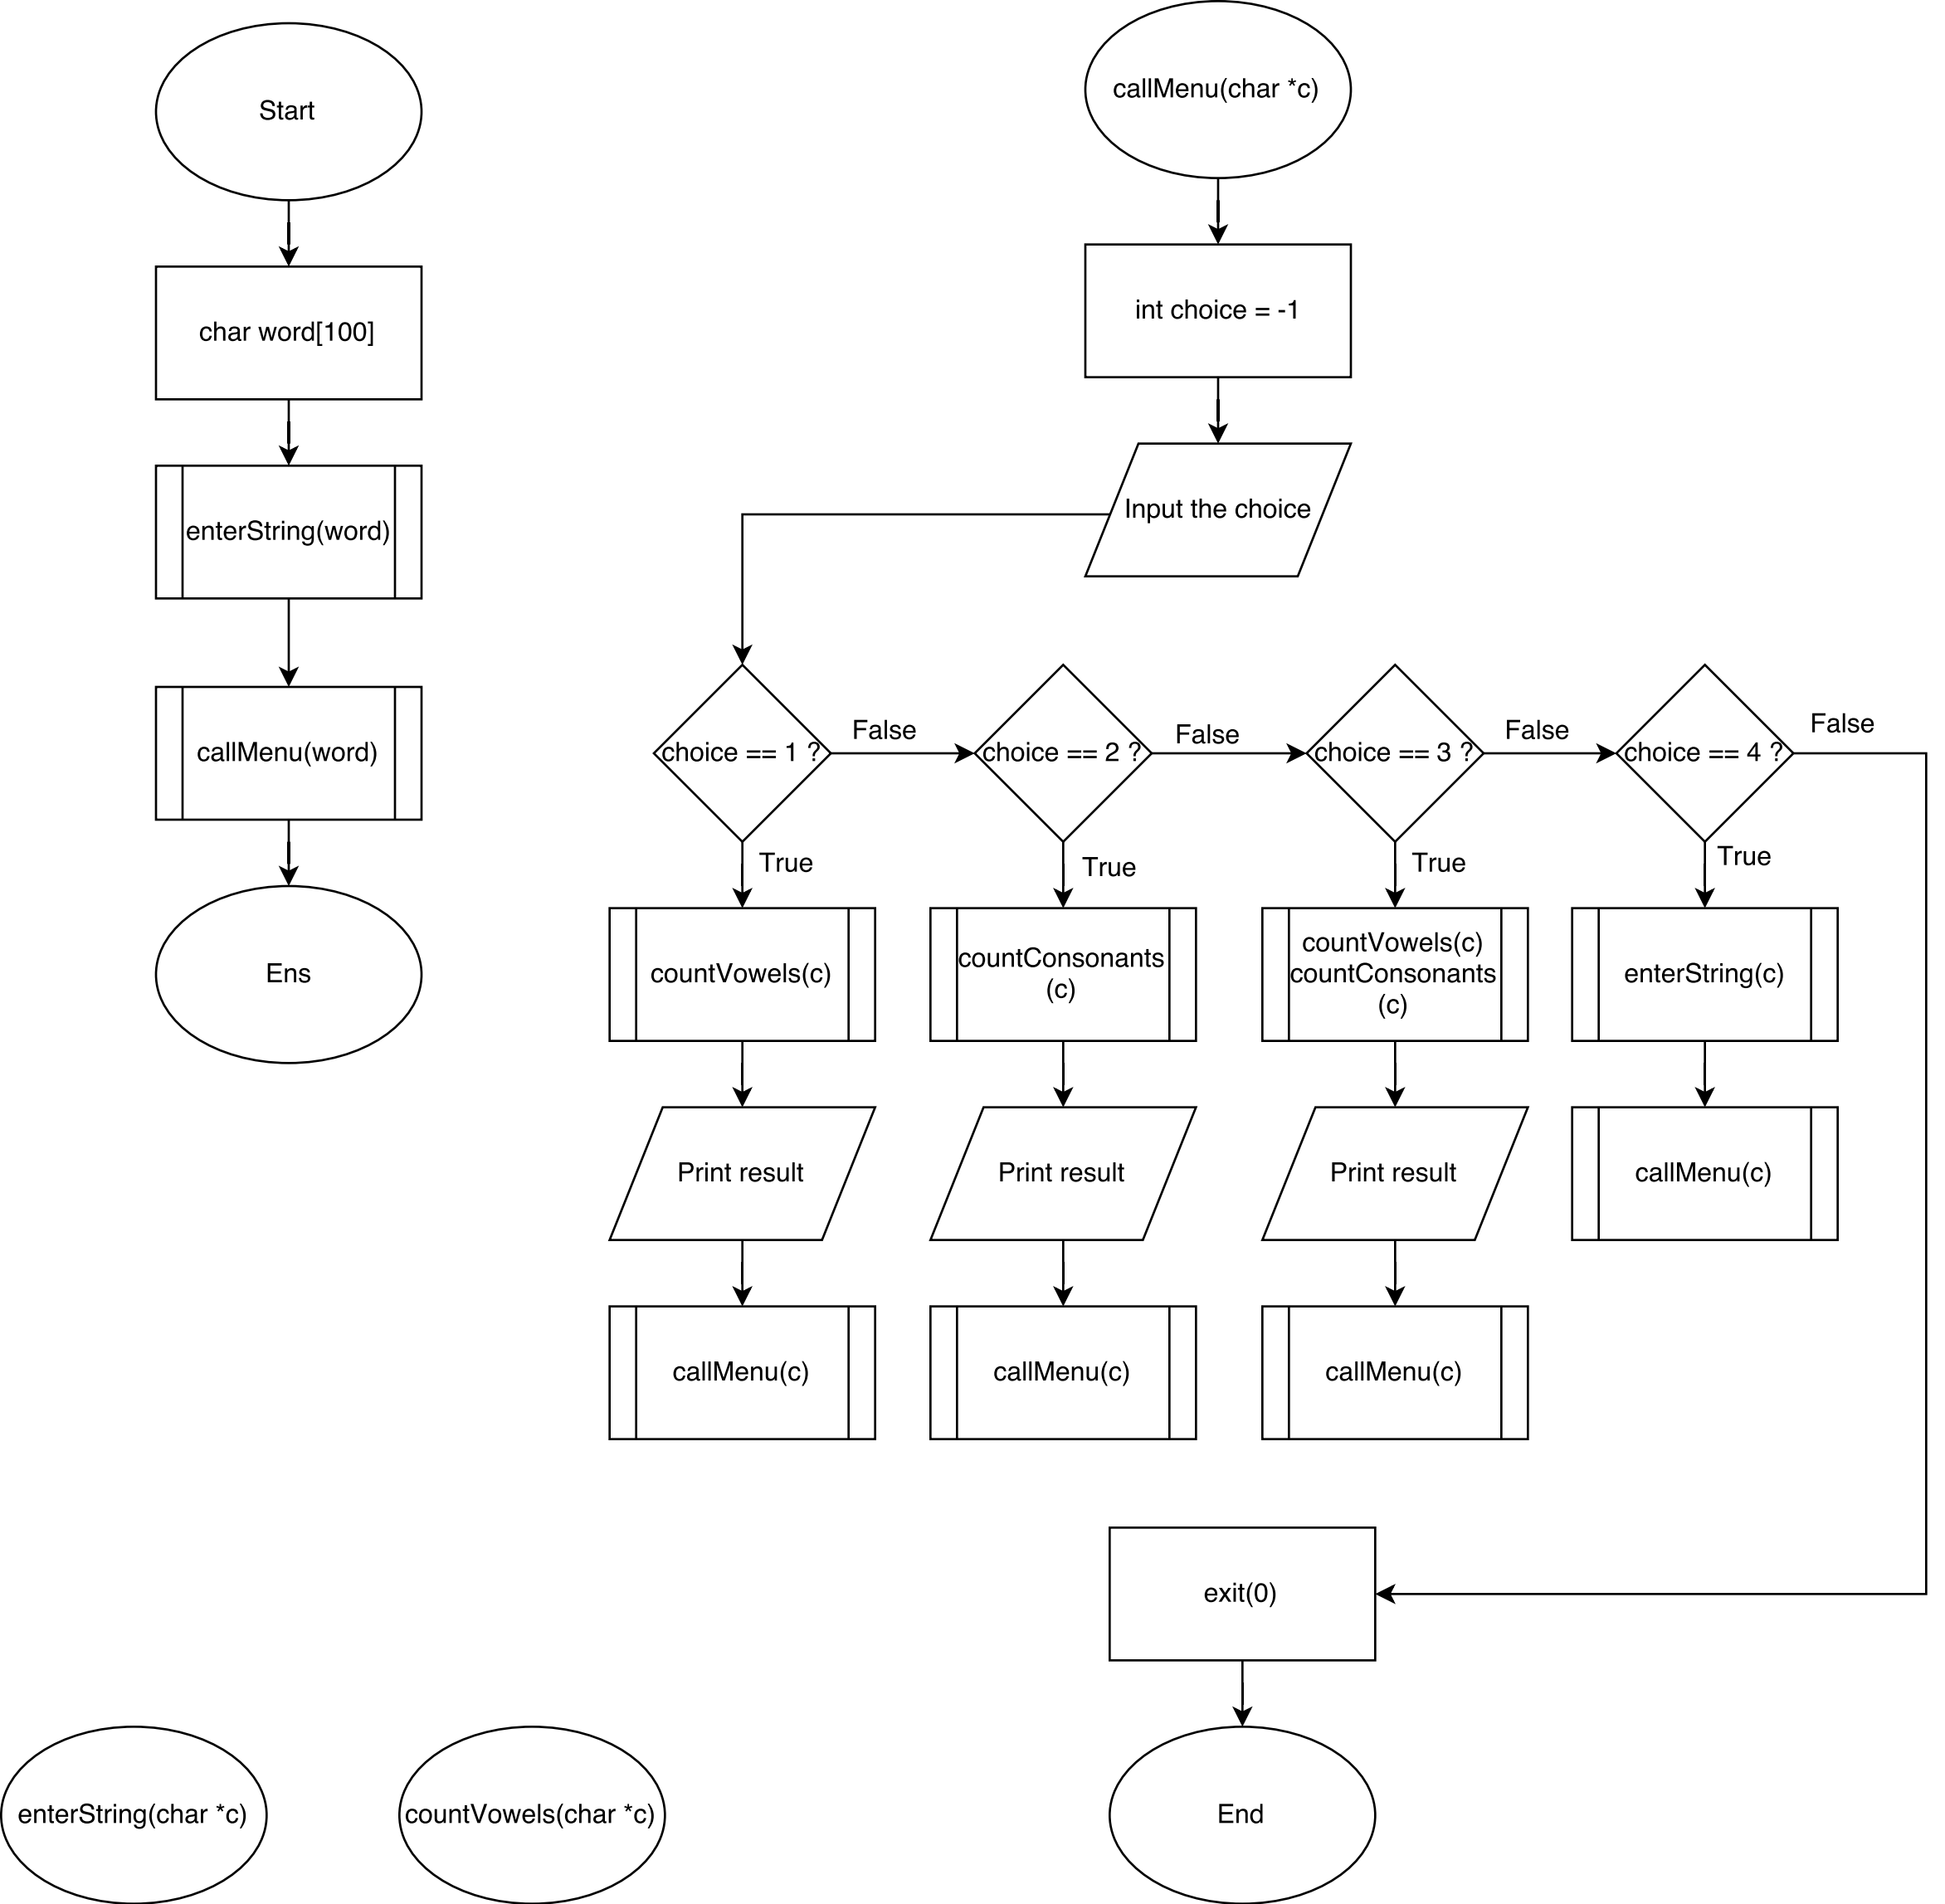 Start
char word[100]
enterString(word)
callMenu(word)
Ens
callMenu(char *c)
int choice = -1
Input the choice
choice == 1 ?
False
choice == 2 ?
False
choice == 3 ?
False
choice == 4 ?
False
True
True
True
True
countVowels(c)
countConsonants
(c)
countVowels(c)
countConsonants
(c)
enterString(c)
Print result
Print result
Print result
callMenu(c)
callMenu(c)
callMenu(c)
callMenu(c)
exit(0)
End
enterString(char *c)
countVowels(char *c)